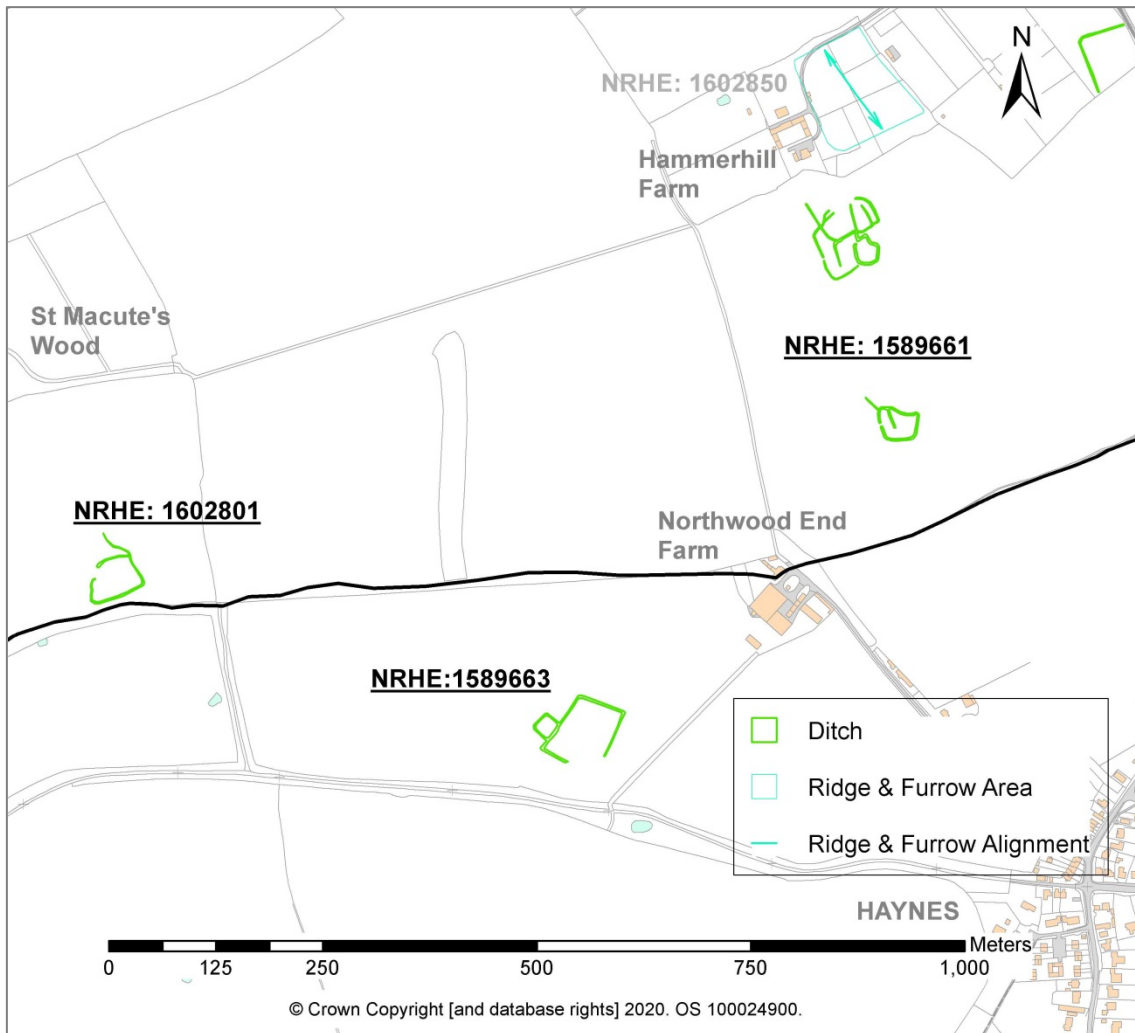 N
NRHE: 1602850
Hammerhill
Farm
St Macute's
Wood
NRHE: 1589661
NRHE: 1602801
Northwood End
Farm
NRHE:1589663
Ditch
Ridge & Furrow Area
Ridge & Furrow Alignment
HAYNES
Meters
0 125 250 500 750 1,000
© Crown Copyright [and database rights] 2020. OS 100024900.